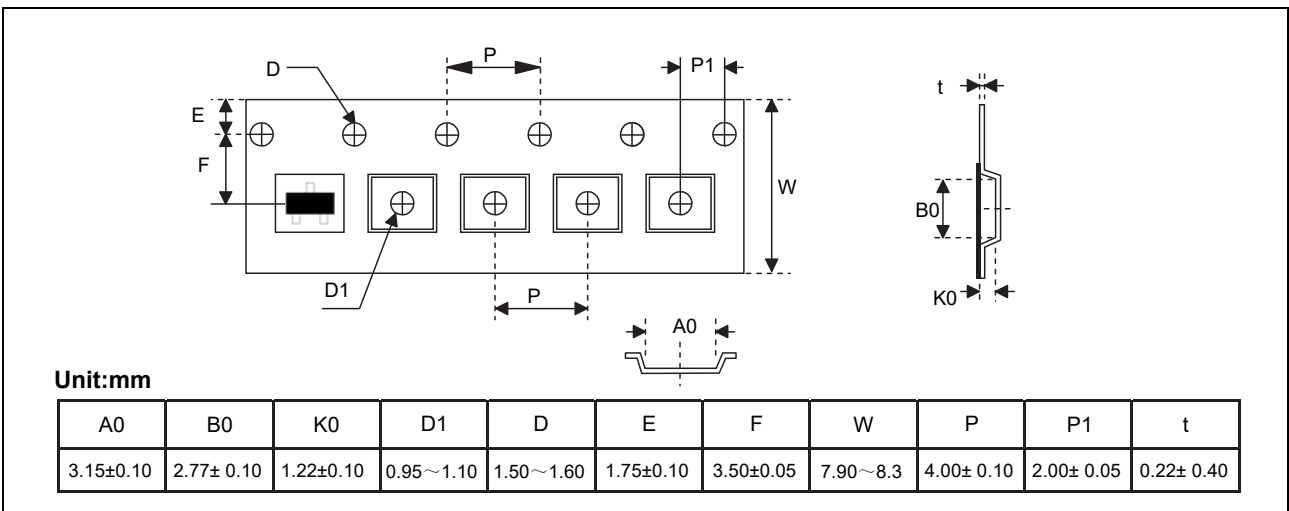 P
P1
D
t
E
F
W
B0
D1
P
K0
A0
Unit:mm
A0 B0 K0 D1 D E F W P P1 t
3.15±0.10 2.77± 0.10 1.22±0.10 0.95～1.10 1.50～1.60 1.75±0.10 3.50±0.05 7.90～8.3 4.00± 0.10 2.00± 0.05 0.22± 0.40